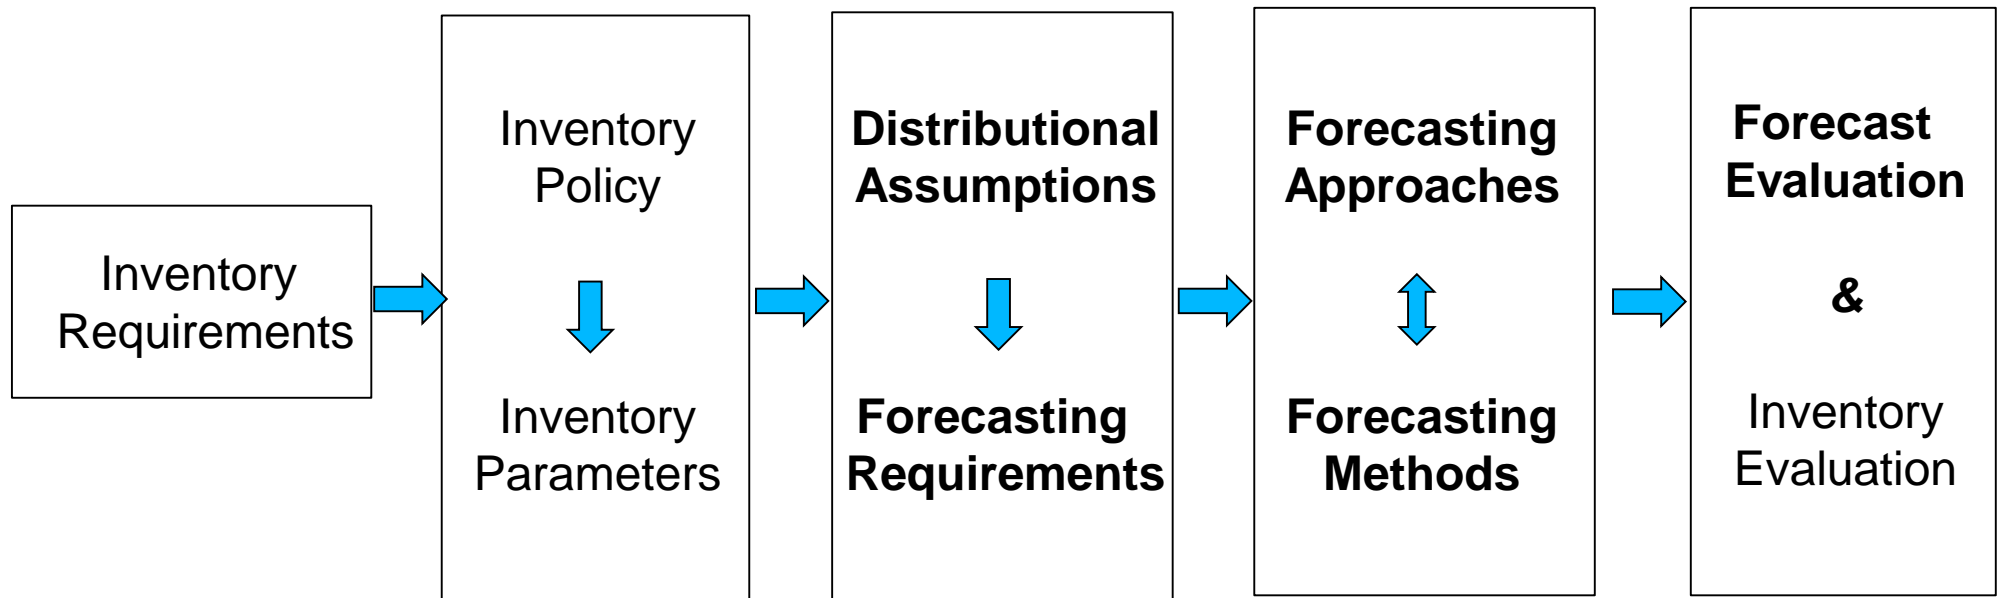 Inventory
Requirements
Inventory
Policy
Inventory
Parameters
Distributional
Assumptions
Forecasting
Requirements
Forecasting
Approaches
Forecasting
Methods
Forecast
Evaluation
&
Inventory
Evaluation